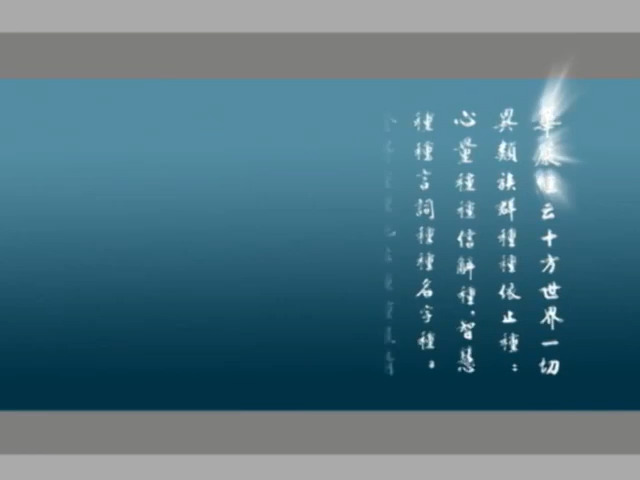 華嚴經云十方世界一切
異類族群種種依止種：
心量種種信解種、智慧
種種言詞種種名字種。